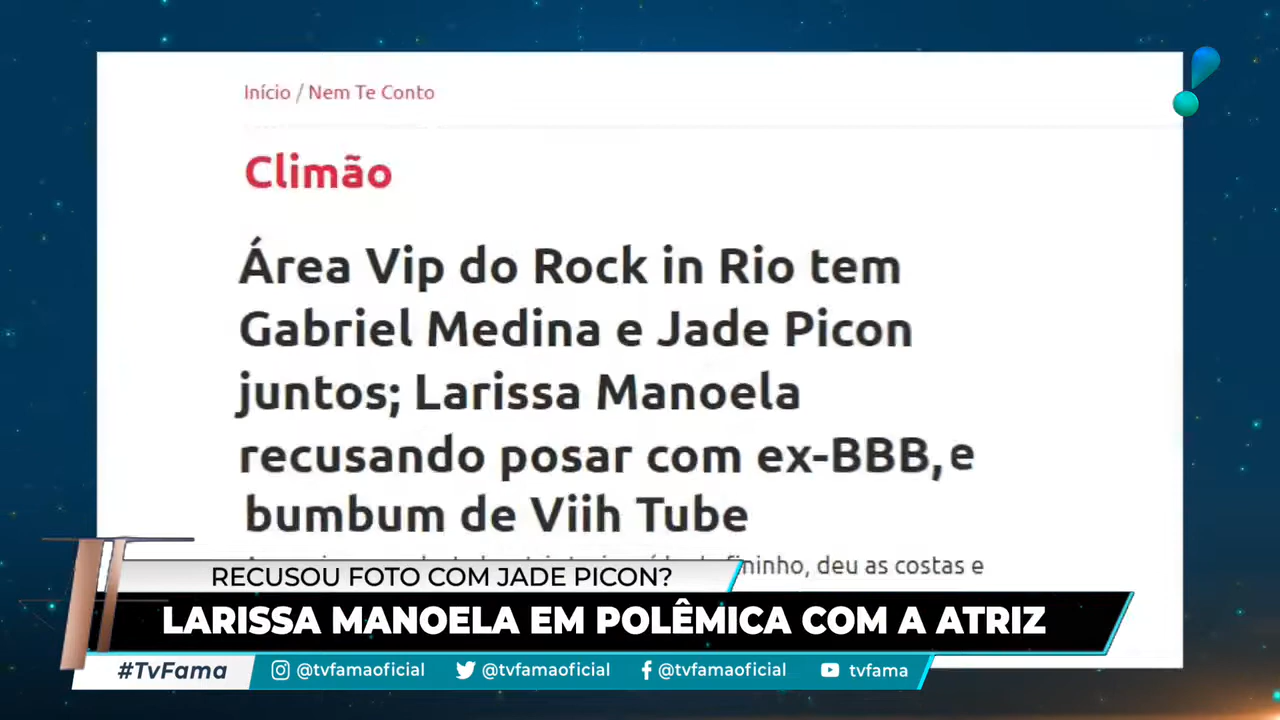 Início / Nem Te Conto
Climão
Área Vip do Rock in Rio tem
Gabriel Medina e Jade Picon
juntos; Larissa Manoela
recusando posar com ex-BBB, e
bumbum de Viih Tube
fininho, deu as costas e
RECUSOU FOTO COM JADE PICON?
LARISSA MANOELA EM POLÊMICA COM A ATRIZ
#TvFama @tvfamaoficial @tvfamaoficial @tvfamaoficial tvfama